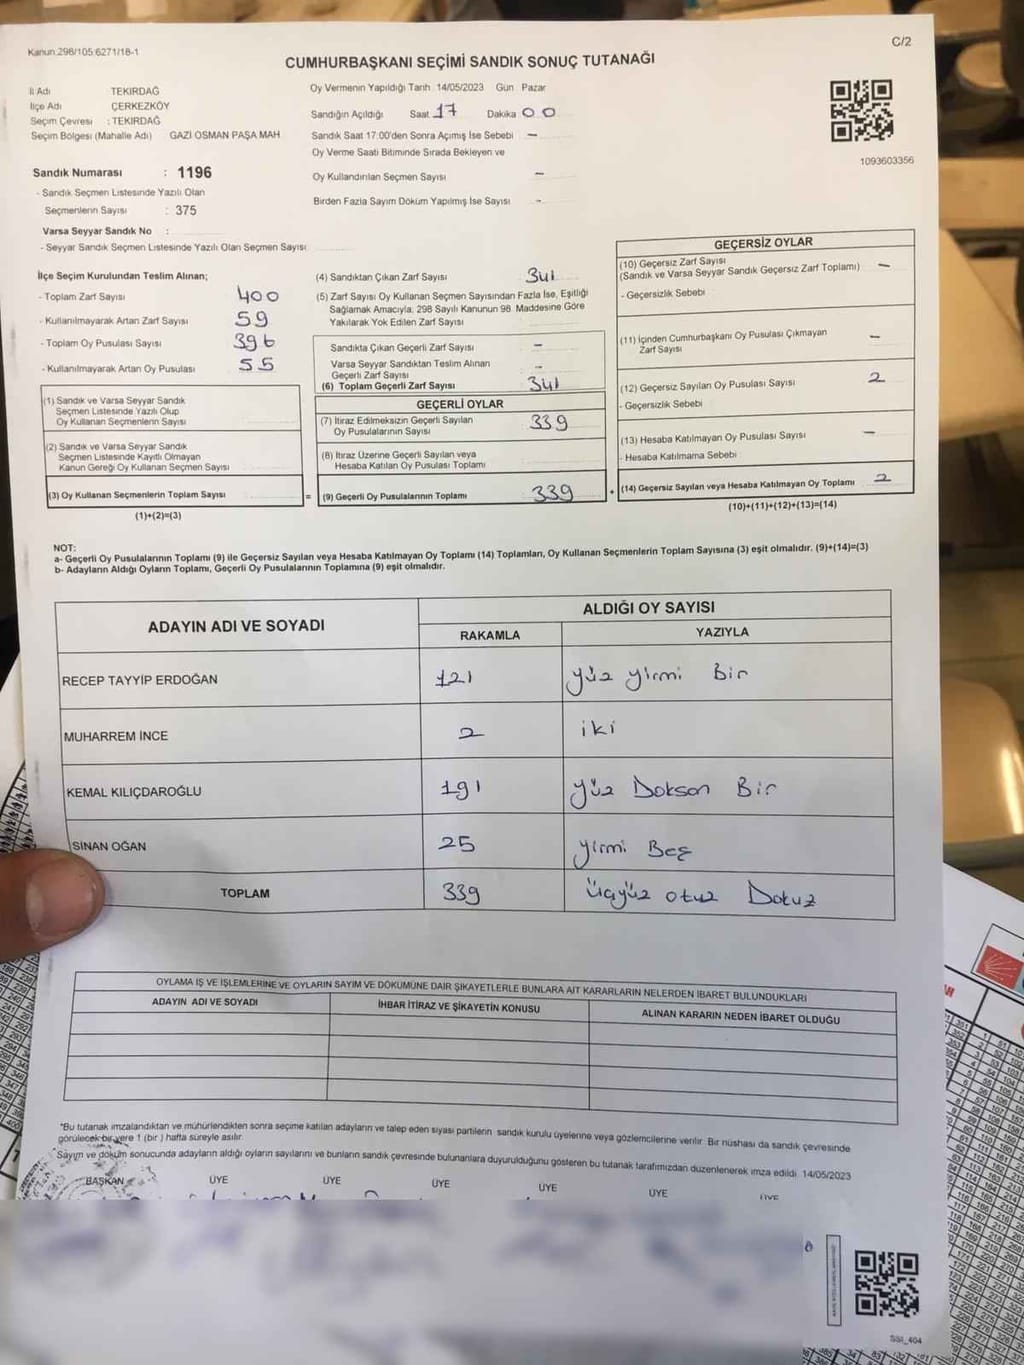 Kanun:298/105:6271/18-1
C/2
CUMHURBAŞKANI SEÇİMİ SANDIK SONUÇ TUTANAĞI
İl Adı TEKİRDAĞ
İlçe Adı ÇERKEZKÖY
Seçim Çevresi : TEKİRDAĞ
Seçim Bölgesi (Mahalle Adı) GAZİ OSMAN PAŞA MAH
Sandık Numarası : 1196
- Sandık Seçmen Listesinde Yazılı Olan
Seçmenlerin Sayısı : 375
Varsa Seyyar Sandık No :
- Seyyar Sandık Seçmen Listesinde Yazılı Olan Seçmen Sayısı
Oy Vermenin Yapıldığı Tarih 14/05/2023 Gün Pazar
Sandığın Açıldığı Saat 17 Dakika 00
Sandık Saat 17:00'den Sonra Açılmış İse Sebebi -
Oy Verme Saati Bitiminde Sırada Bekleyen ve
Oy Kullandırılan Seçmen Sayısı -
Birden Fazla Sayım Döküm Yapılmış İse Sayısı -
1093603356
İlçe Seçim Kurulundan Teslim Alınan;
- Toplam Zarf Sayısı 400
- Kullanılmayarak Artan Zarf Sayısı 59
- Toplam Oy Pusulası Sayısı 396
- Kullanılmayarak Artan Oy Pusulası 55
(1) Sandık ve Varsa Seyyar Sandık
Seçmen Listesinde Yazılı Olup
Oy Kullanan Seçmenlerin Sayısı
(2) Sandık ve Varsa Seyyar Sandık
Seçmen Listesinde Kayıtlı Olmayan
Kanun Gereği Oy Kullanan Seçmen Sayısı
(3) Oy Kullanan Seçmenlerin Toplam Sayısı
(1)+(2)=(3)
(4) Sandıktan Çıkan Zarf Sayısı 341
(5) Zarf Sayısı Oy Kullanan Seçmen Sayısından Fazla İse, Eşitliği
Sağlamak Amacıyla, 298 Sayılı Kanunun 98. Maddesine Göre
Yakılarak Yok Edilen Zarf Sayısı
Sandıkta Çıkan Geçerli Zarf Sayısı -
Varsa Seyyar Sandıktan Teslim Alınan
Geçerli Zarf Sayısı -
(6) Toplam Geçerli Zarf Sayısı 341
GEÇERLİ OYLAR
(7) İtiraz Edilmeksizin Geçerli Sayılan
Oy Pusulalarının Sayısı 339
(8) İtiraz Üzerine Geçerli Sayılan veya
Hesaba Katılan Oy Pusulası Toplamı
= (9) Geçerli Oy Pusulalarının Toplamı 339
GEÇERSİZ OYLAR
(10) Geçersiz Zarf Sayısı
(Sandık ve Varsa Seyyar Sandık Geçersiz Zarf Toplamı) -
- Geçersizlik Sebebi
(11) İçinden Cumhurbaşkanı Oy Pusulası Çıkmayan
Zarf Sayısı -
(12) Geçersiz Sayılan Oy Pusulası Sayısı 2
- Geçersizlik Sebebi
(13) Hesaba Katılmayan Oy Pusulası Sayısı -
- Hesaba Katılmama Sebebi
+ (14) Geçersiz Sayılan veya Hesaba Katılmayan Oy Toplamı 2
(10)+(11)+(12)+(13)=(14)
NOT:
a- Geçerli Oy Pusulalarının Toplamı (9) ile Geçersiz Sayılan veya Hesaba Katılmayan Oy Toplamı (14) Toplamları, Oy Kullanan Seçmenlerin Toplam Sayısına (3) eşit olmalıdır. (9)+(14)=(3)
b- Adayların Aldığı Oyların Toplamı, Geçerli Oy Pusulalarının Toplamına (9) eşit olmalıdır.
ADAYIN ADI VE SOYADI ALDIĞI OY SAYISI
RAKAMLA YAZIYLA
RECEP TAYYİP ERDOĞAN 121 yüz yirmi Bir
MUHARREM İNCE 2 iki
KEMAL KILIÇDAROĞLU 191 yüz Doksan Bir
SİNAN OĞAN 25 yirmi Beş
TOPLAM 339 üçyüz otuz Dokuz
OYLAMA İŞ VE İŞLEMLERİNE VE OYLARIN SAYIM VE DÖKÜMÜNE DAİR ŞİKAYETLERLE BUNLARA AİT KARARLARIN NELERDEN İBARET BULUNDUKLARI
ADAYIN ADI VE SOYADI İHBAR İTİRAZ VE ŞİKAYETİN KONUSU ALINAN KARARIN NEDEN İBARET OLDUĞU
*Bu tutanak imzalandıktan ve mühürlendikten sonra seçime katılan adayların ve talep eden siyasi partilerin sandık kurulu üyelerine veya gözlemcilerine verilir. Bir nüshası da sandık çevresinde
görülecek bir yere 1 (bir) hafta süreyle asılır.
Sayım ve döküm sonucunda adayların aldığı oyların sayılarını ve bunların sandık çevresinde bulunanlara duyurulduğunu gösteren bu tutanak tarafımızdan düzenlenerek imza edildi. 14/05/2023
BAŞKAN ÜYE ÜYE ÜYE ÜYE ÜYE ÜYE
SSI_404